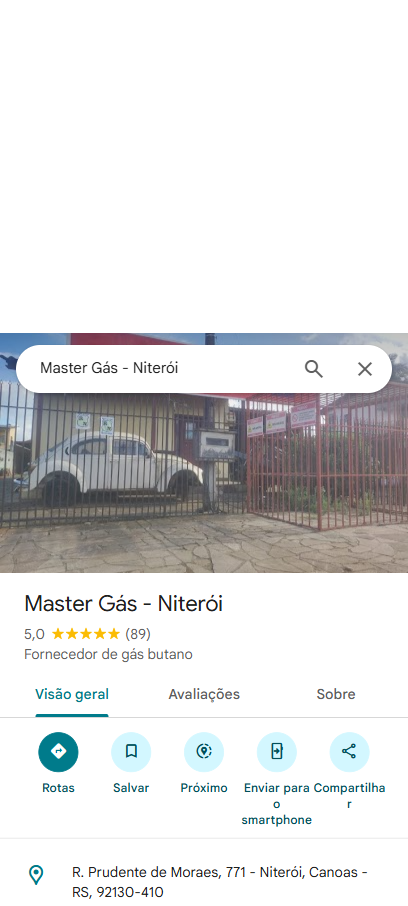 Master Gás - Niterói
Master Gás - Niterói
5,0 (89)
Fornecedor de gás butano
Visão geral Avaliações Sobre
Rotas Salvar Próximo Enviar para o smartphone Compartilhar
R. Prudente de Moraes, 771 - Niterói, Canoas -
RS, 92130-410